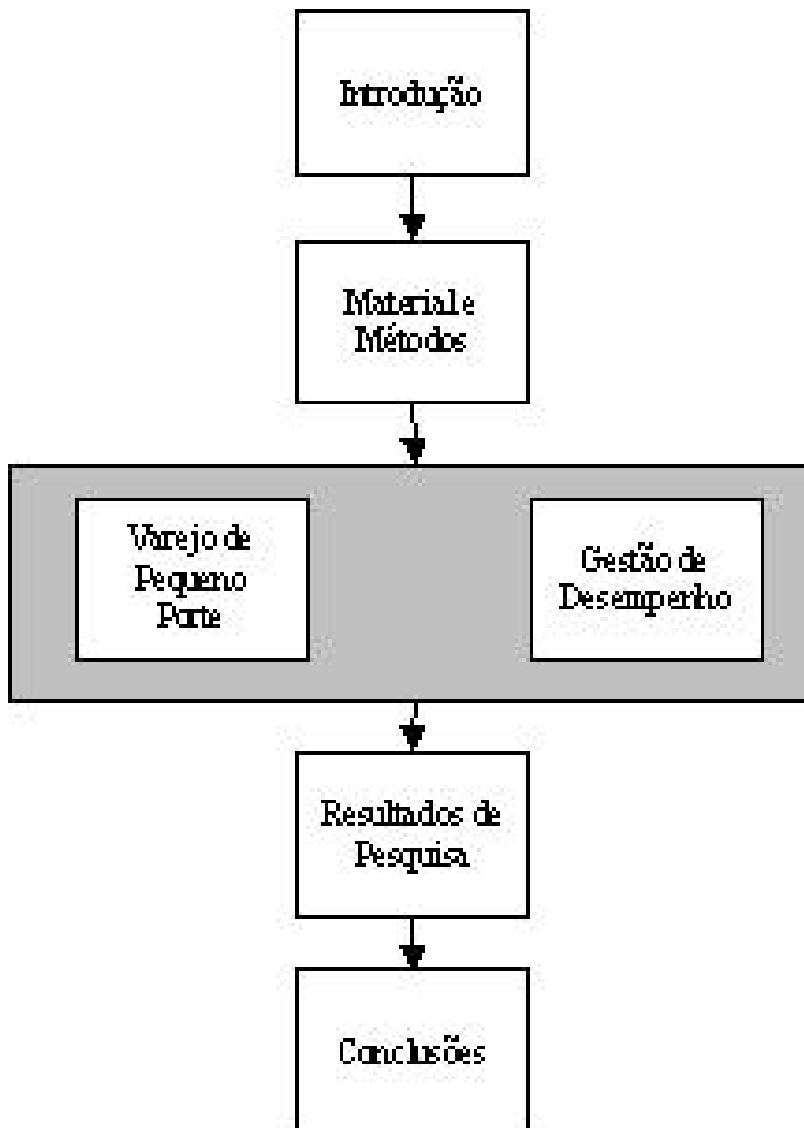 Introdução
Material e
Métodos
Varejo de
Pequeno
Porte
Gestão de
Desempenho
Resultados de
Pesquisa
Conclusões